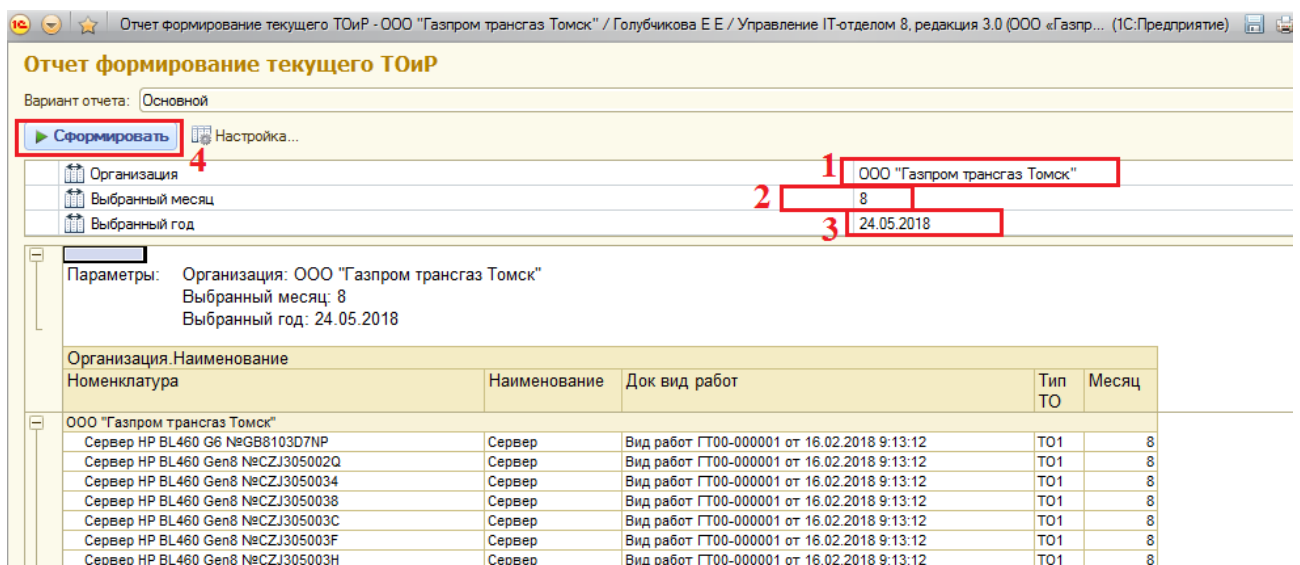 Отчет формирование текущего ТОиР - ООО "Газпром трансгаз Томск" / Голубчикова Е Е / Управление IT-отделом 8, редакция 3.0 (ООО «Газпр... (1С:Предприятие)
Отчет формирование текущего ТОиР
Вариант отчета: Основной
Сформировать Настройка...
4
Организация 1 ООО "Газпром трансгаз Томск"
Выбранный месяц 2 8
Выбранный год 3 24.05.2018
Параметры: Организация: ООО "Газпром трансгаз Томск"
Выбранный месяц: 8
Выбранный год: 24.05.2018
Организация.Наименование
Номенклатура Наименование Док вид работ Тип ТО Месяц
ООО "Газпром трансгаз Томск"
Сервер HP BL460 G6 №GB8103D7NP Сервер Вид работ ГТ00-000001 от 16.02.2018 9:13:12 ТО1 8
Сервер HP BL460 Gen8 №CZJ305002Q Сервер Вид работ ГТ00-000001 от 16.02.2018 9:13:12 ТО1 8
Сервер HP BL460 Gen8 №CZJ3050034 Сервер Вид работ ГТ00-000001 от 16.02.2018 9:13:12 ТО1 8
Сервер HP BL460 Gen8 №CZJ3050038 Сервер Вид работ ГТ00-000001 от 16.02.2018 9:13:12 ТО1 8
Сервер HP BL460 Gen8 №CZJ305003C Сервер Вид работ ГТ00-000001 от 16.02.2018 9:13:12 ТО1 8
Сервер HP BL460 Gen8 №CZJ305003F Сервер Вид работ ГТ00-000001 от 16.02.2018 9:13:12 ТО1 8
Сервер HP BL460 Gen8 №CZJ305003H Сервер Вид работ ГТ00-000001 от 16.02.2018 9:13:12 ТО1 8